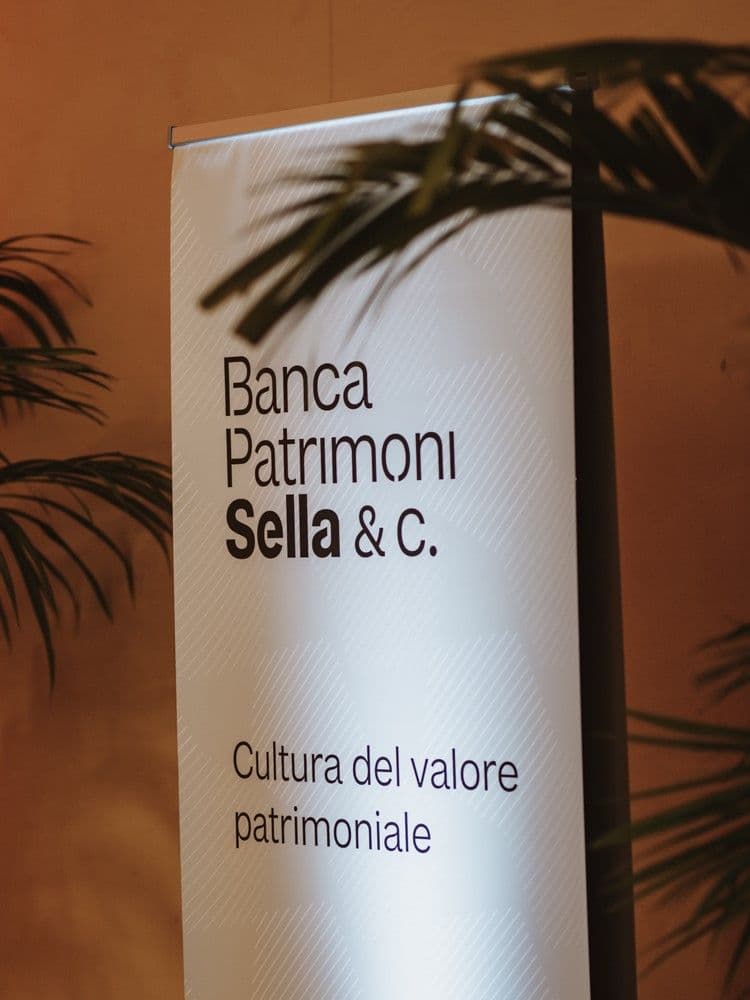 Banca
Patrimoni
Sella & C.
Cultura del valore
patrimoniale